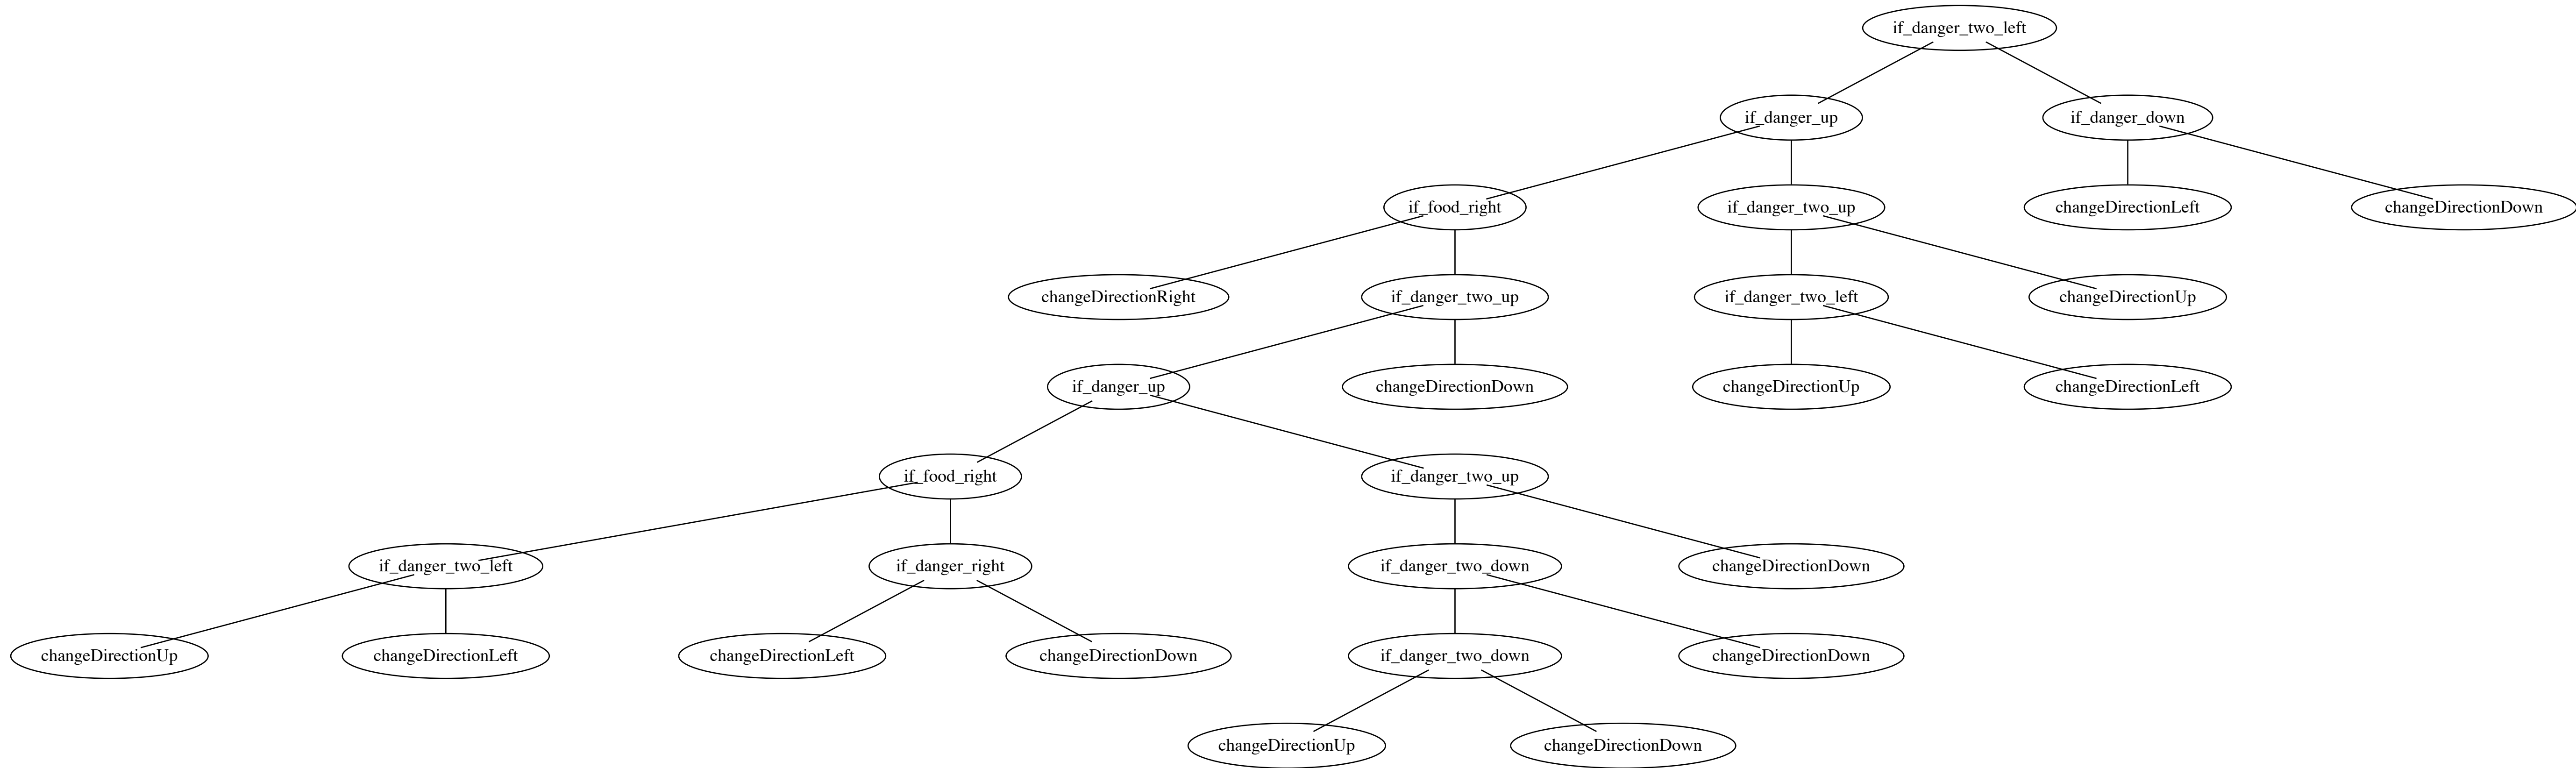 if_danger_two_left
if_danger_up
if_danger_down
if_food_right
if_danger_two_up
changeDirectionLeft
changeDirectionDown
changeDirectionRight
if_danger_two_up
if_danger_two_left
changeDirectionUp
if_danger_up
changeDirectionDown
changeDirectionUp
changeDirectionLeft
if_food_right
if_danger_two_up
if_danger_two_left
if_danger_right
if_danger_two_down
changeDirectionDown
changeDirectionUp
changeDirectionLeft
changeDirectionLeft
changeDirectionDown
if_danger_two_down
changeDirectionDown
changeDirectionUp
changeDirectionDown